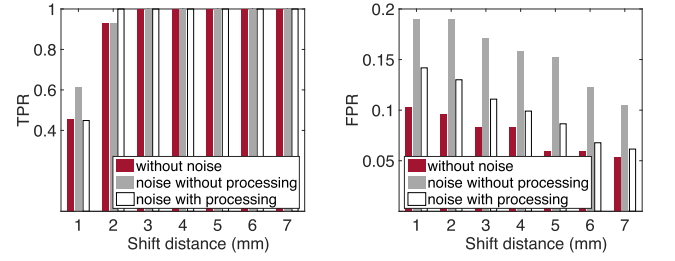 1
0.8
0.6
0.4
TPR
without noise
noise without processing
noise with processing
1 2 3 4 5 6 7
Shift distance (mm)
0.2
0.15
0.1
0.05
FPR
without noise
noise without processing
noise with processing
1 2 3 4 5 6 7
Shift distance (mm)